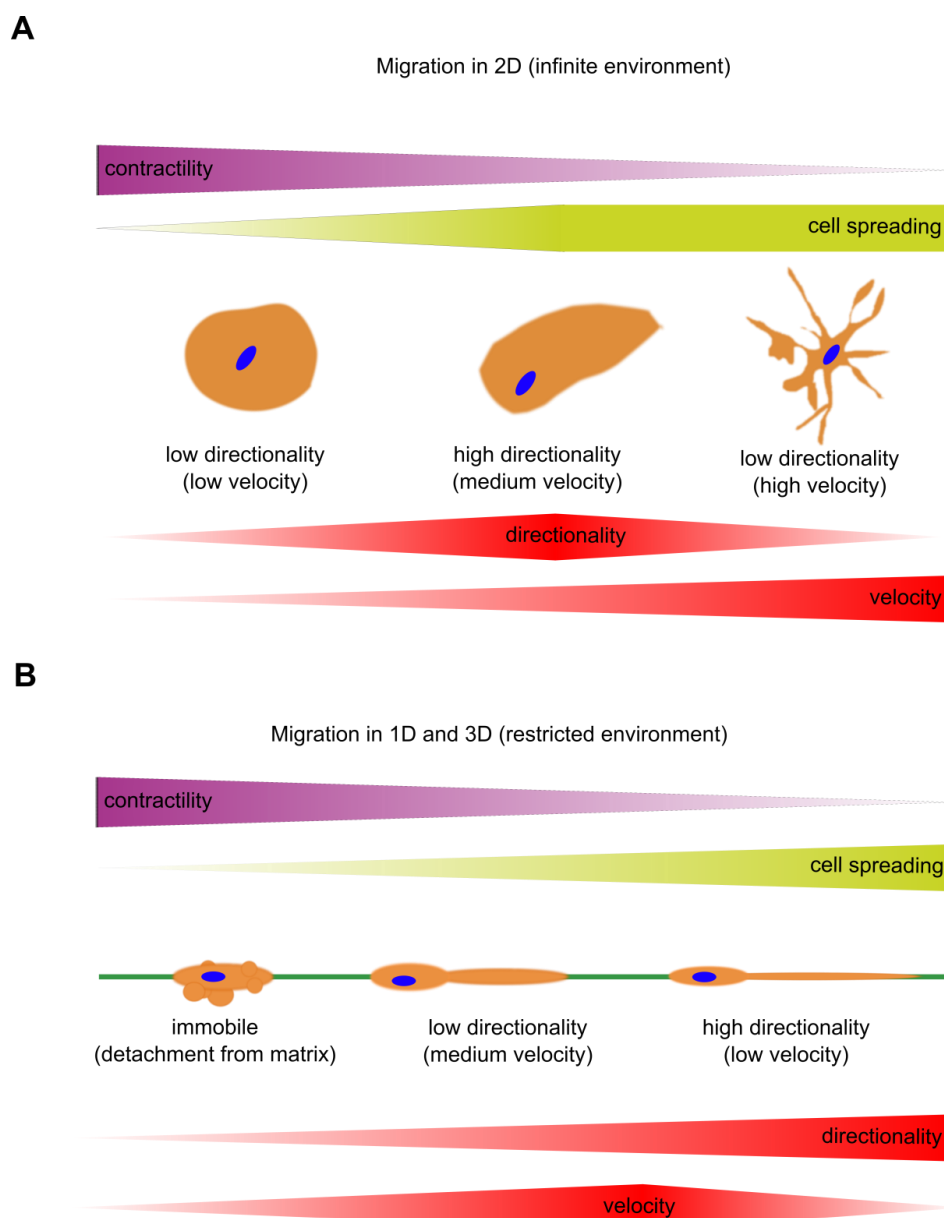 A
Migration in 2D (infinite environment)
contractility
cell spreading
low directionality
(low velocity)
high directionality
(medium velocity)
low directionality
(high velocity)
directionality
velocity
B
Migration in 1D and 3D (restricted environment)
contractility
cell spreading
immobile
(detachment from matrix)
low directionality
(medium velocity)
high directionality
(low velocity)
directionality
velocity